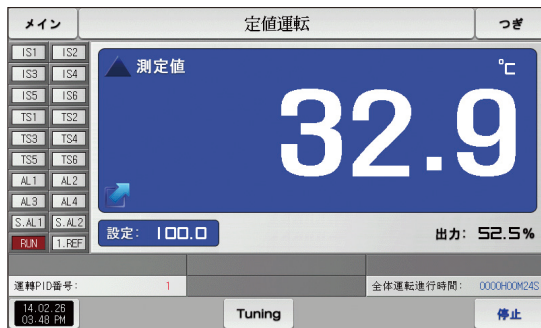 メイン 定値運転 つぎ
IS1 IS2
IS3 IS4
IS5 IS6
TS1 TS2
TS3 TS4
TS5 TS6
AL1 AL2
AL3 AL4
S.AL1 S.AL2
RUN 1.REF
測定値 ℃
32.9
設定: 100.0 出力: 52.5%
運轉PID番号: 1 全体運転進行時間: 0000H00M24S
14.02.26
03.48 PM
Tuning 停止